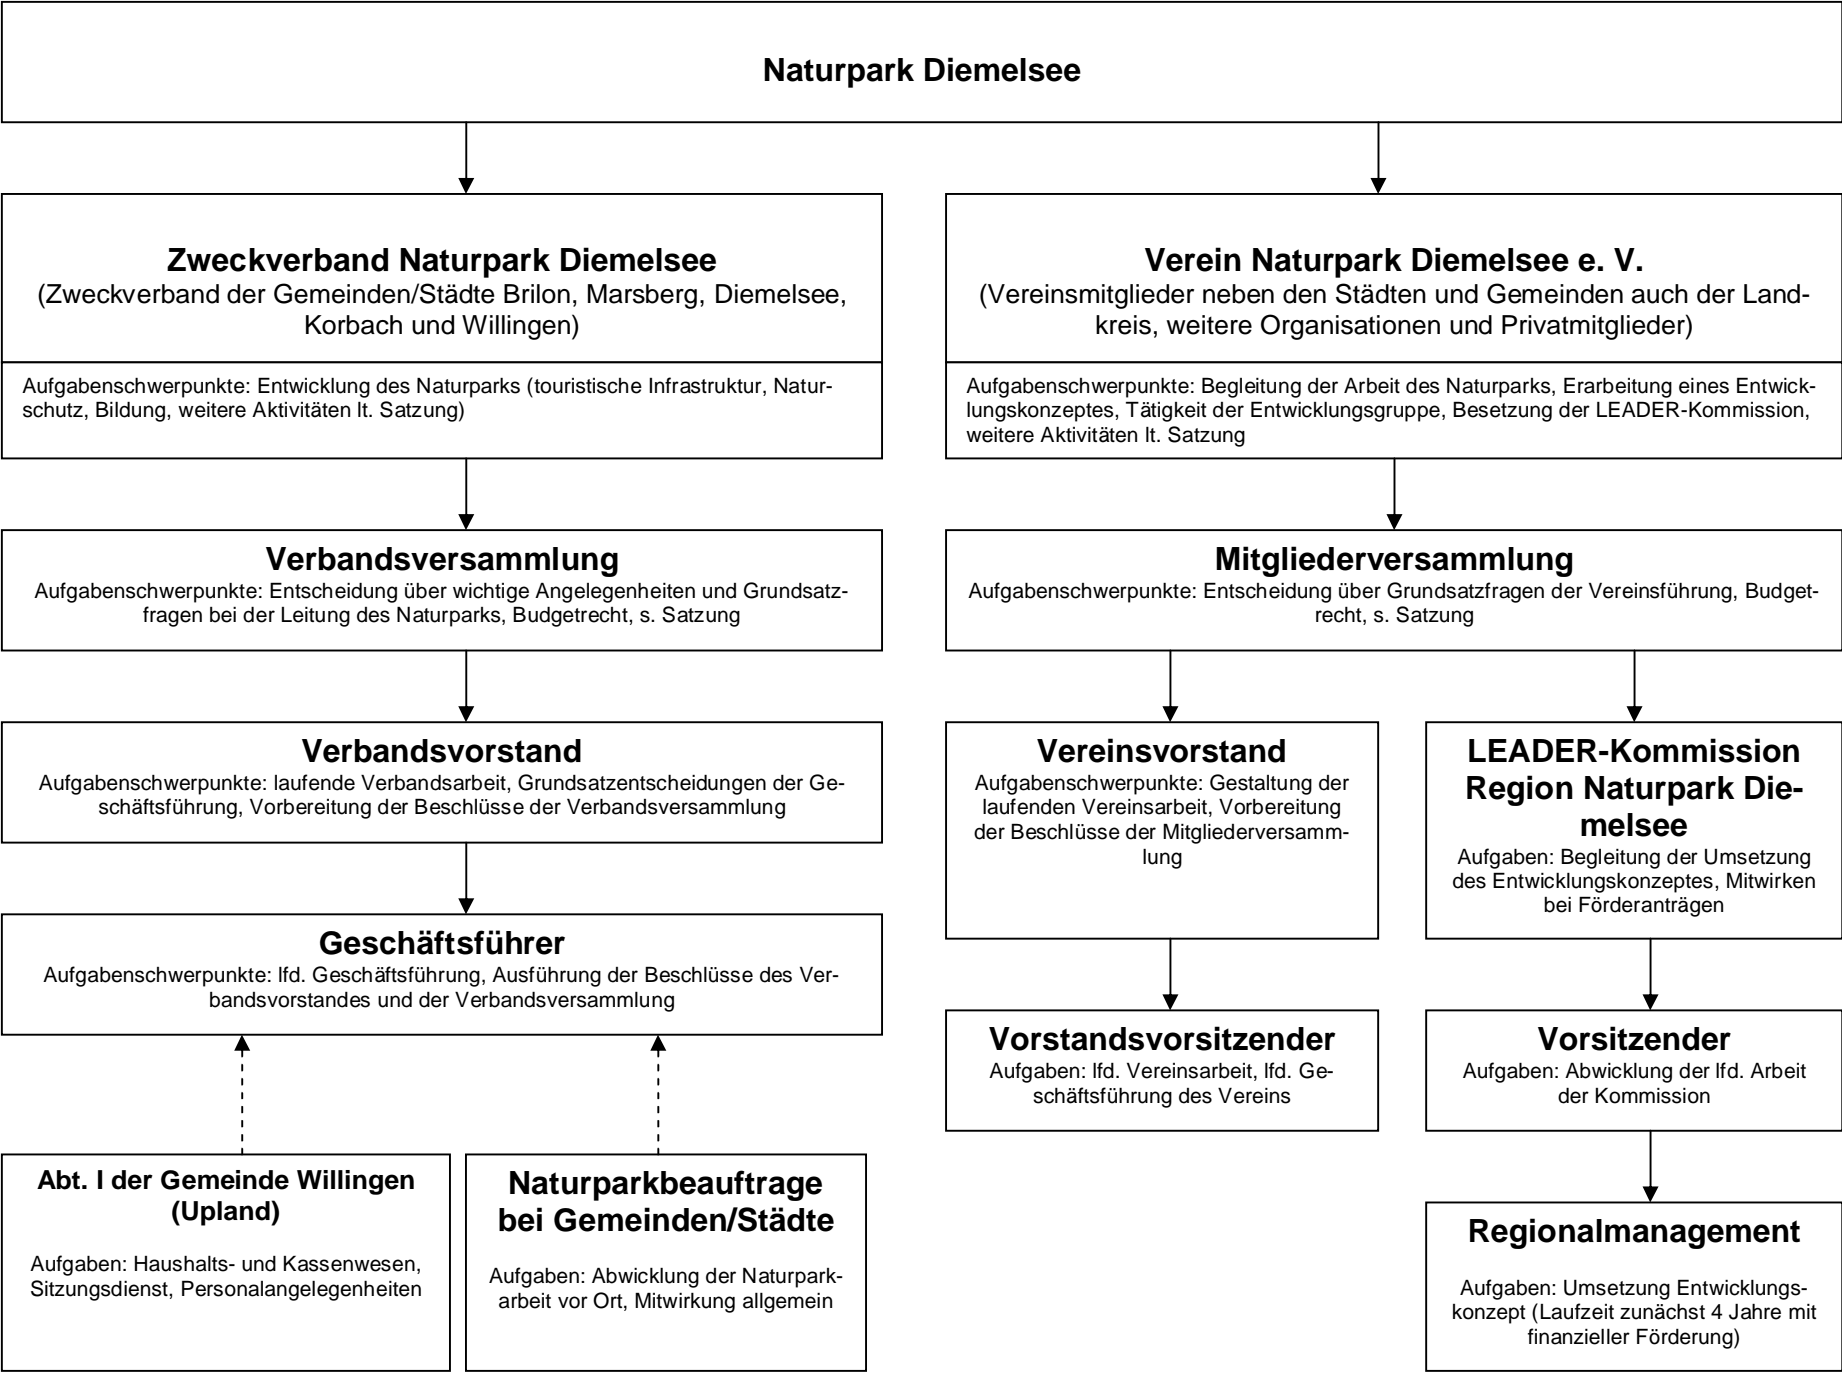 Naturpark Diemelsee
Zweckverband Naturpark Diemelsee
(Zweckverband der Gemeinden/Städte Brilon, Marsberg, Diemelsee,
Korbach und Willingen)
Aufgabenschwerpunkte: Entwicklung des Naturparks (touristische Infrastruktur, Natur-
schutz, Bildung, weitere Aktivitäten lt. Satzung)
Verein Naturpark Diemelsee e. V.
(Vereinsmitglieder neben den Städten und Gemeinden auch der Land-
kreis, weitere Organisationen und Privatmitglieder)
Aufgabenschwerpunkte: Begleitung der Arbeit des Naturparks, Erarbeitung eines Entwick-
lungskonzeptes, Tätigkeit der Entwicklungsgruppe, Besetzung der LEADER-Kommission,
weitere Aktivitäten lt. Satzung
Verbandsversammlung
Aufgabenschwerpunkte: Entscheidung über wichtige Angelegenheiten und Grundsatz-
fragen bei der Leitung des Naturparks, Budgetrecht, s. Satzung
Mitgliederversammlung
Aufgabenschwerpunkte: Entscheidung über Grundsatzfragen der Vereinsführung, Budget-
recht, s. Satzung
Verbandsvorstand
Aufgabenschwerpunkte: laufende Verbandsarbeit, Grundsatzentscheidungen der Ge-
schäftsführung, Vorbereitung der Beschlüsse der Verbandsversammlung
Vereinsvorstand
Aufgabenschwerpunkte: Gestaltung der
laufenden Vereinsarbeit, Vorbereitung
der Beschlüsse der Mitgliederversamm-
lung
LEADER-Kommission
Region Naturpark Die-
melsee
Aufgaben: Begleitung der Umsetzung
des Entwicklungskonzeptes, Mitwirken
bei Förderanträgen
Geschäftsführer
Aufgabenschwerpunkte: lfd. Geschäftsführung, Ausführung der Beschlüsse des Ver-
bandsvorstandes und der Verbandsversammlung
Vorstandsvorsitzender
Aufgaben: lfd. Vereinsarbeit, lfd. Ge-
schäftsführung des Vereins
Vorsitzender
Aufgaben: Abwicklung der lfd. Arbeit
der Kommission
Abt. I der Gemeinde Willingen
(Upland)
Aufgaben: Haushalts- und Kassenwesen,
Sitzungsdienst, Personalangelegenheiten
Naturparkbeauftrage
bei Gemeinden/Städte
Aufgaben: Abwicklung der Naturpark-
arbeit vor Ort, Mitwirkung allgemein
Regionalmanagement
Aufgaben: Umsetzung Entwicklungs-
konzept (Laufzeit zunächst 4 Jahre mit
finanzieller Förderung)